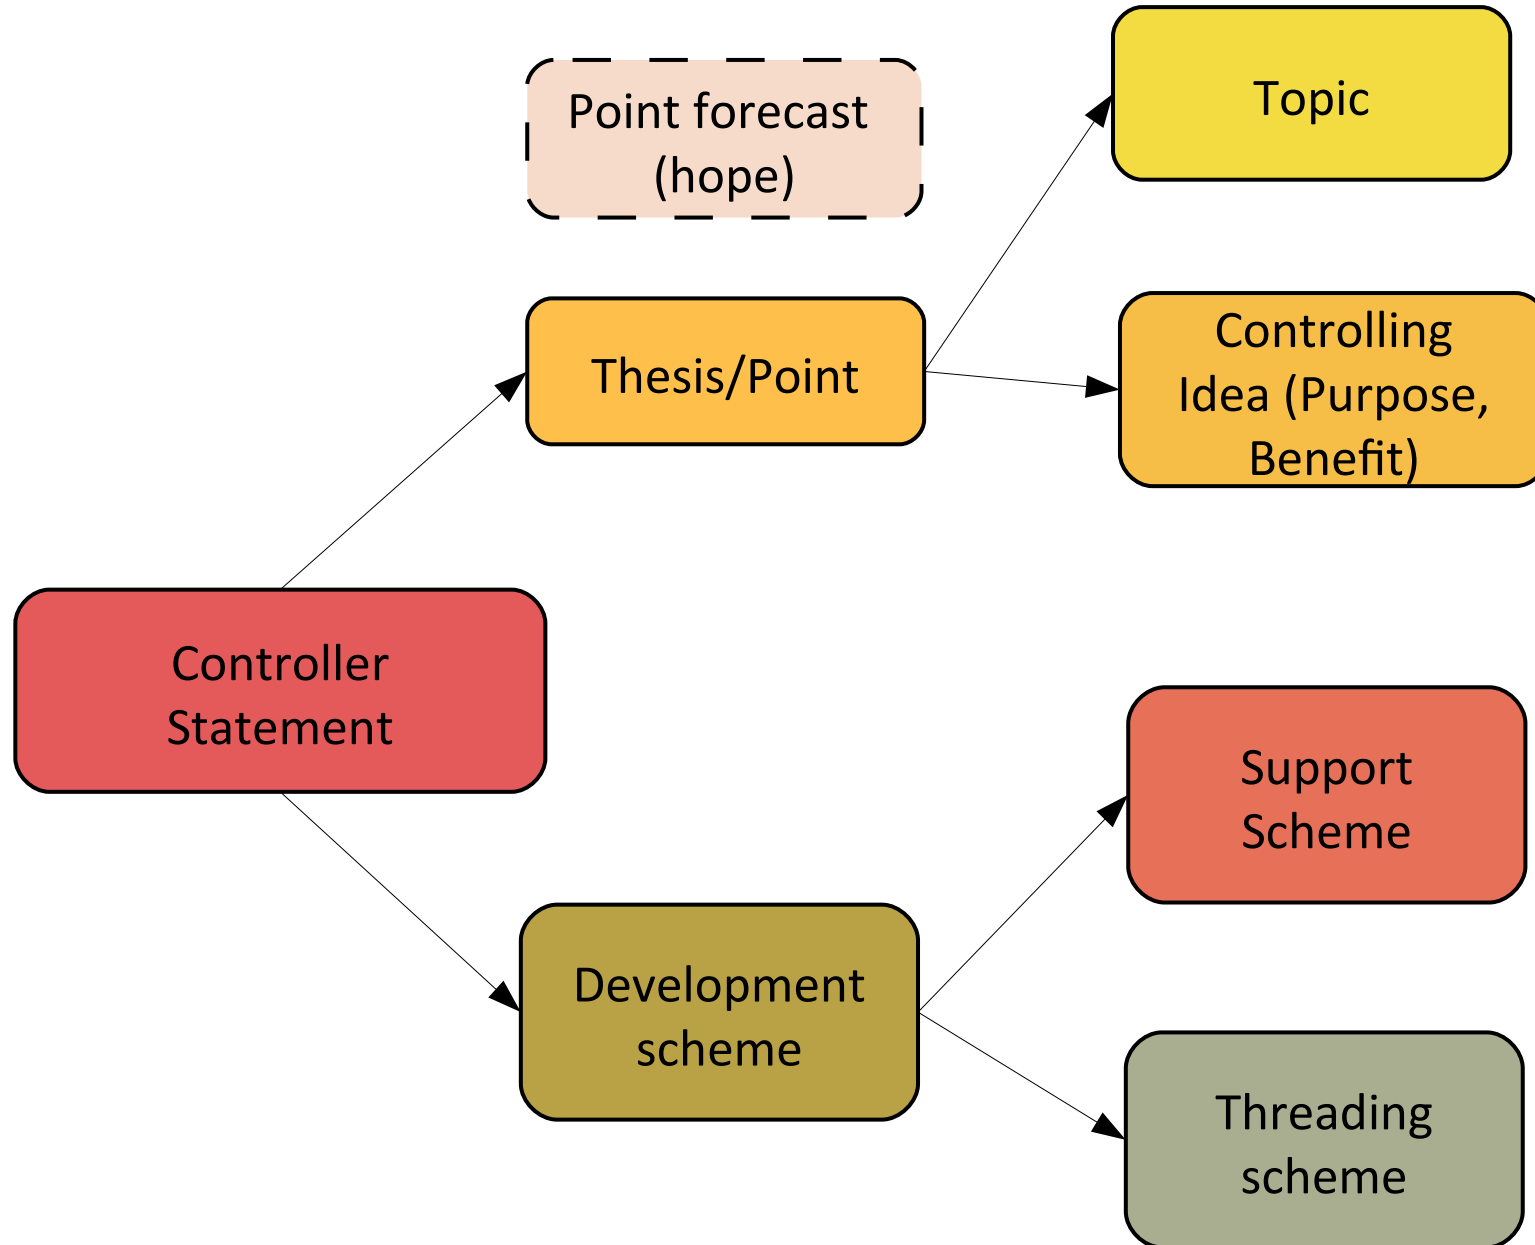 Point forecast
(hope)
Topic
Thesis/Point
Controlling
Idea (Purpose,
Benefit)
Controller
Statement
Support
Scheme
Development
scheme
Threading
scheme